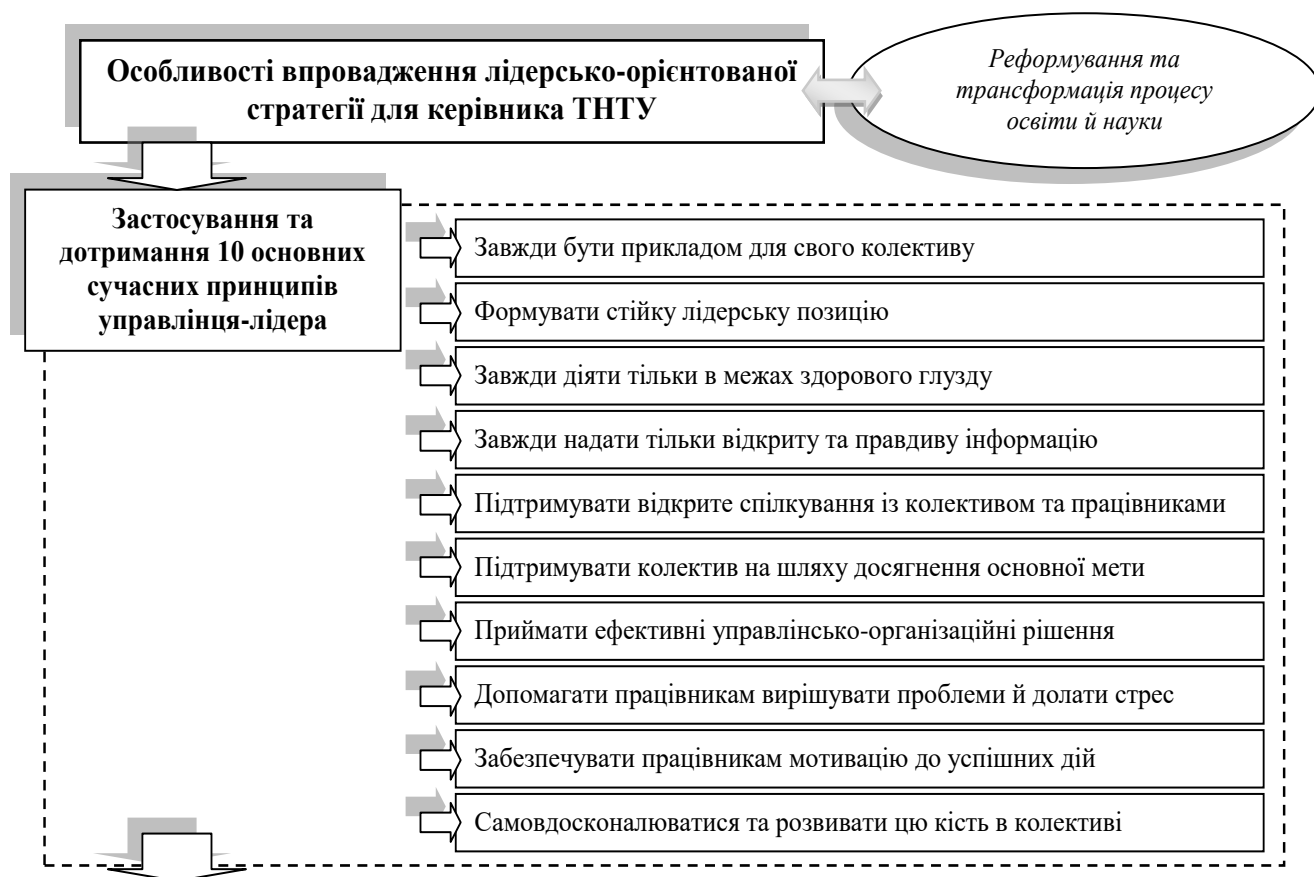 Особливості впровадження лідерсько-орієнтованої
стратегії для керівника ТНТУ
Реформування та
трансформація процесу
освіти й науки
Застосування та
дотримання 10 основних
сучасних принципів
управлінця-лідера
Завжди бути прикладом для свого колективу
Формувати стійку лідерську позицію
Завжди діяти тільки в межах здорового глузду
Завжди надати тільки відкриту та правдиву інформацію
Підтримувати відкрите спілкування із колективом та працівниками
Підтримувати колектив на шляху досягнення основної мети
Приймати ефективні управлінсько-організаційні рішення
Допомагати працівникам вирішувати проблеми й долати стрес
Забезпечувати працівникам мотивацію до успішних дій
Самовдосконалюватися та розвивати цю кість в колективі